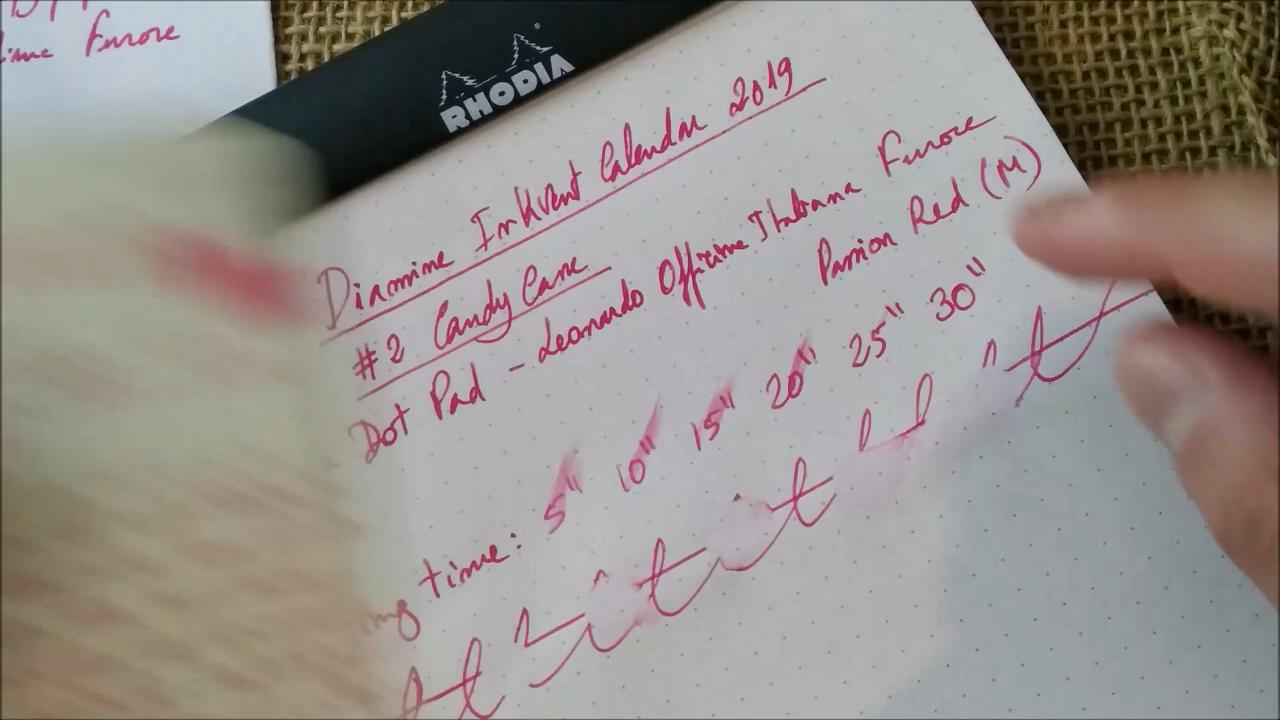 Furore
RHODIA
Diamine InkVent Calendar 2019
#2 Candy Cane
Dot Pad - Leonardo Officina Italiana Furore
Passion Red (M)
time: 5" 10" 15" 20" 25" 30"